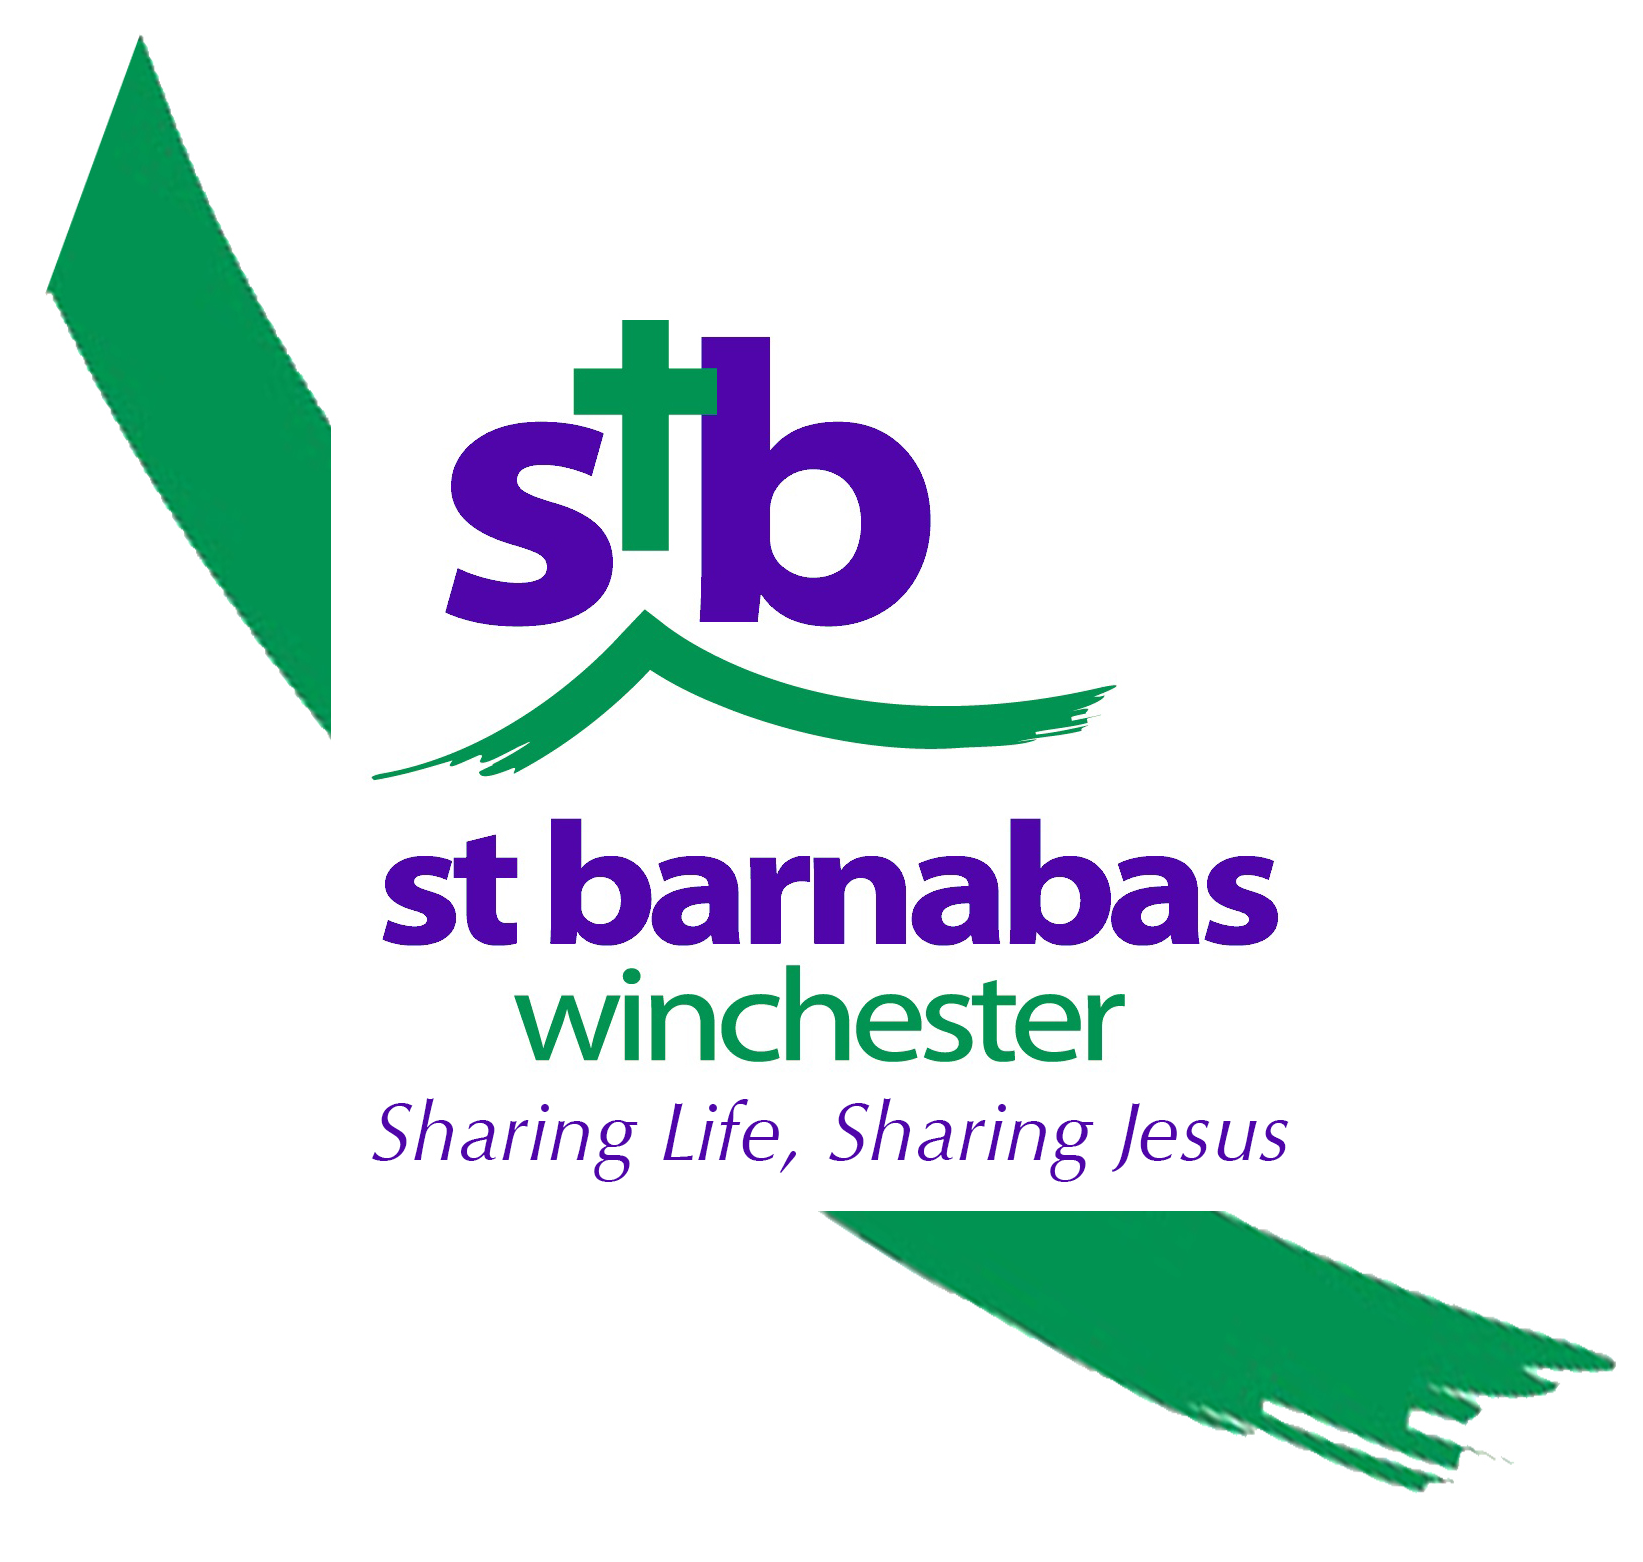 stb
st barnabas
winchester
Sharing Life, Sharing Jesus